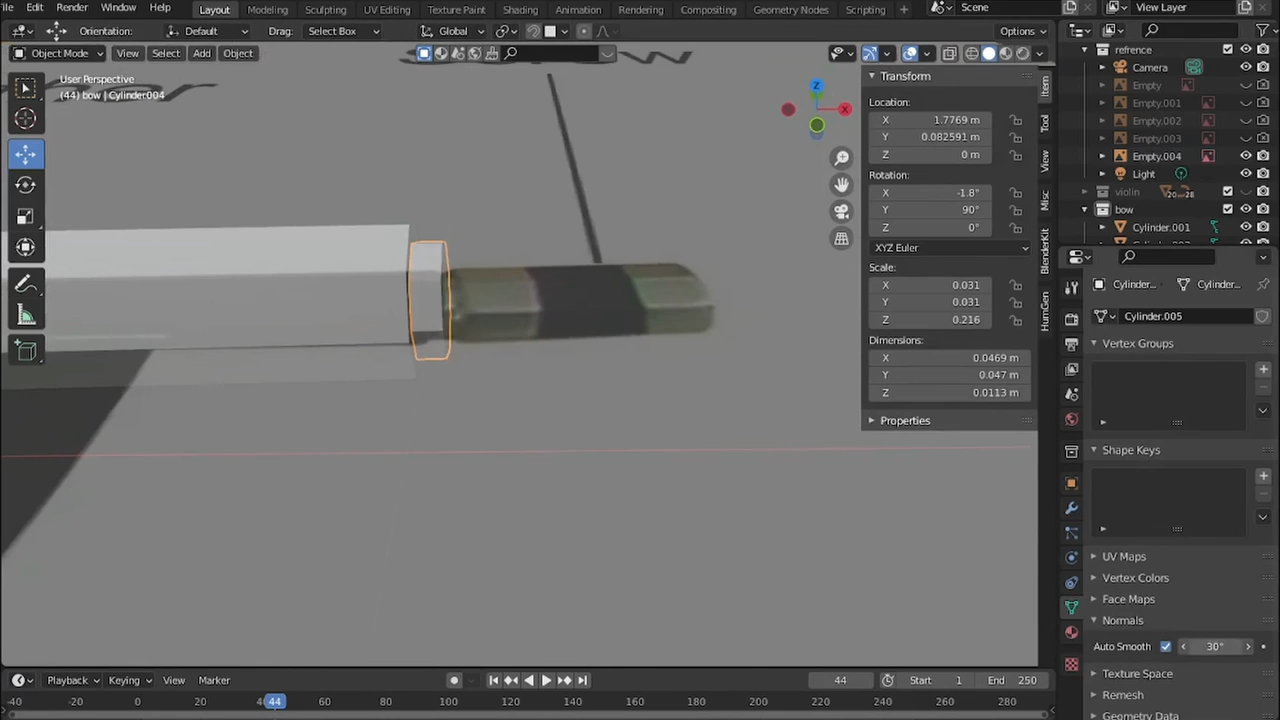 File Edit Render Window Help Layout Modeling Sculpting UV Editing Texture Paint Shading Animation Rendering Compositing Geometry Nodes Scripting + Scene View Layer
Orientation: Default Drag: Select Box Global Options
Object Mode View Select Add Object
User Perspective
(44) bow | Cylinder.004
Z
X
Transform
Location:
X 1.7769 m
Y 0.082591 m
Z 0 m
Rotation:
X -1.8°
Y 90°
Z 0°
XYZ Euler
Scale:
X 0.031
Y 0.031
Z 0.216
Dimensions:
X 0.0469 m
Y 0.047 m
Z 0.0113 m
Properties
Item
Tool
View
Misc
BlenderKit
HumGen
refrence
Camera
Empty
Empty.001
Empty.002
Empty.003
Empty.004
Light
violin 20 28
bow
Cylinder.001
Cylinder... Cylinder...
Cylinder.005
Vertex Groups
Shape Keys
UV Maps
Vertex Colors
Face Maps
Normals
Auto Smooth 30°
Texture Space
Remesh
Geometry Data
Playback Keying View Marker 44 Start 1 End 250
-40 -20 0 20 44 60 80 100 120 140 160 180 200 220 240 260 280